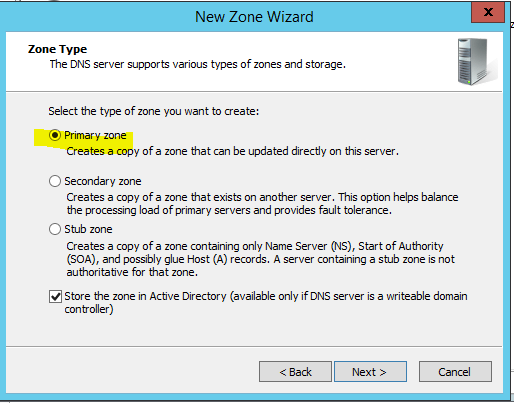 New Zone Wizard
X
Zone Type
The DNS server supports various types of zones and storage.
Select the type of zone you want to create:
Primary zone
Creates a copy of a zone that can be updated directly on this server.
Secondary zone
Creates a copy of a zone that exists on another server. This option helps balance
the processing load of primary servers and provides fault tolerance.
Stub zone
Creates a copy of a zone containing only Name Server (NS), Start of Authority
(SOA), and possibly glue Host (A) records. A server containing a stub zone is not
authoritative for that zone.
Store the zone in Active Directory (available only if DNS server is a writeable domain
controller)
< Back Next > Cancel